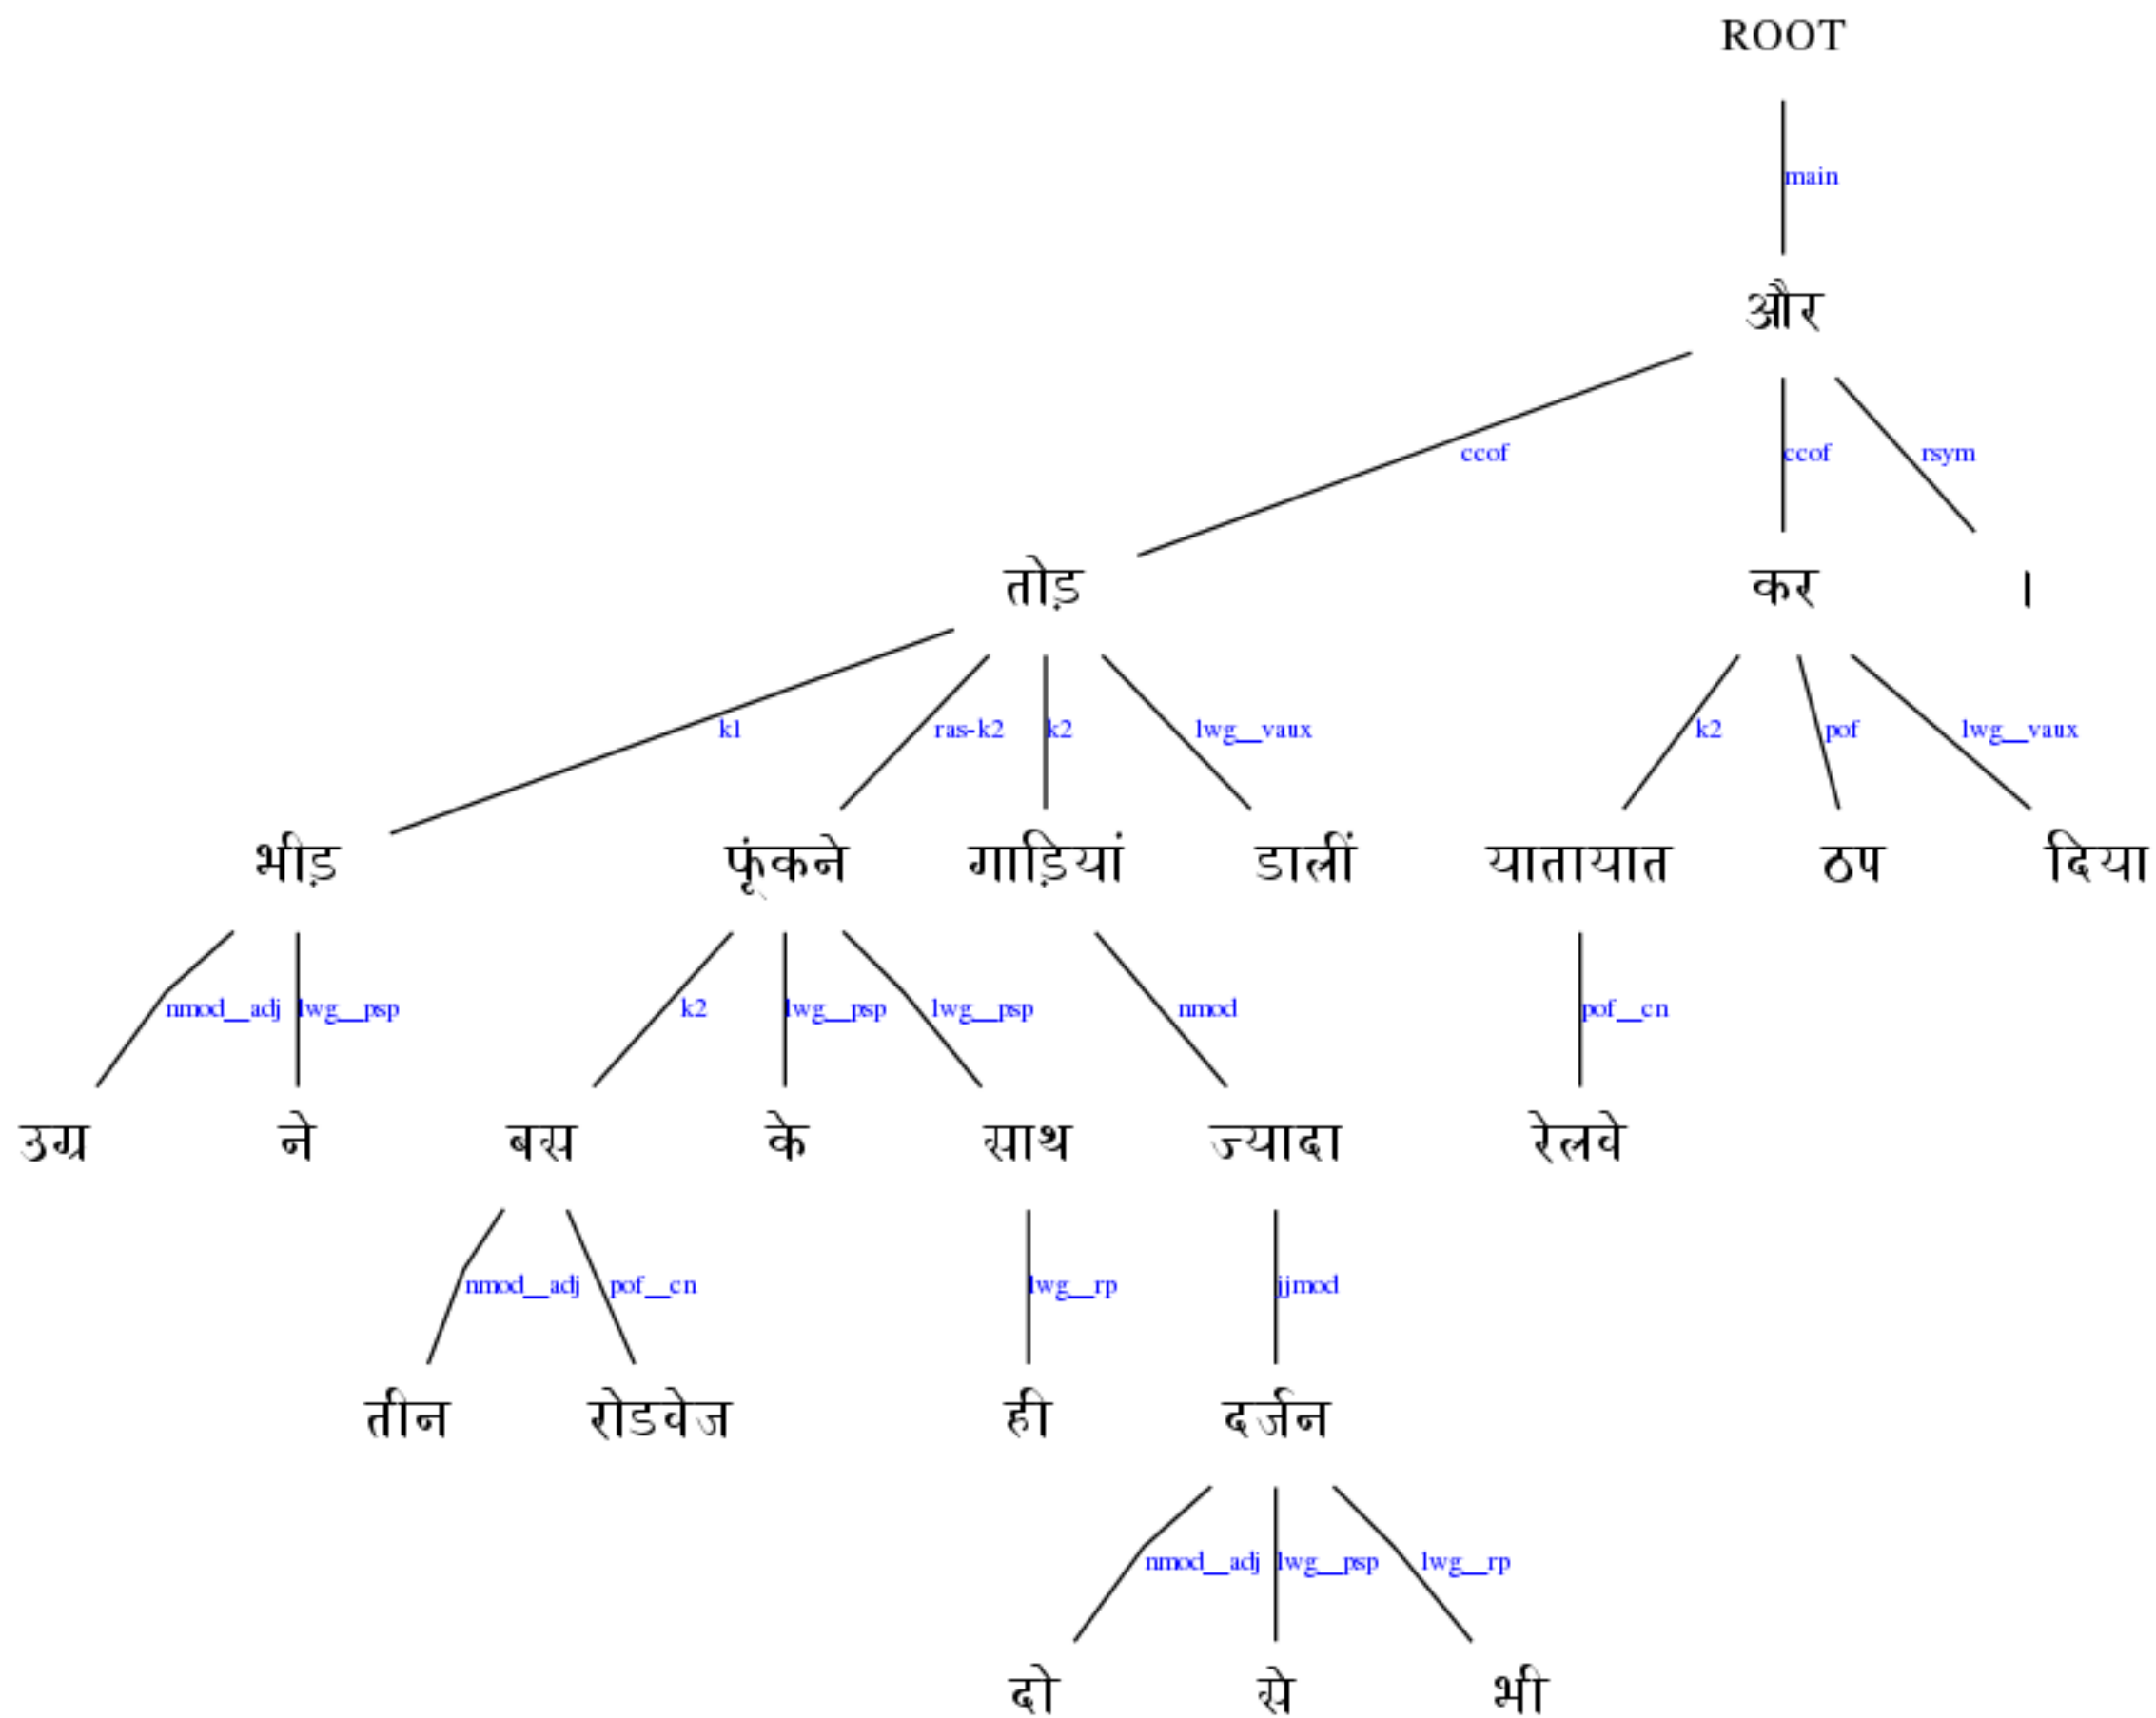 ROOT
main
और
ccof ccof rsym
तोड़ कर ।
k1 ras-k2 k2 lwg__vaux k2 pof lwg__vaux
भीड़ फूंकने गाड़ियां डालीं यातायात ठप दिया
nmod__adj lwg__psp k2 lwg__psp lwg__psp nmod pof__cn
उग्र ने बस के साथ ज्यादा रेलवे
nmod__adj pof__cn lwg__rp jjmod
तीन रोडवेज ही दर्जन
nmod__adj lwg__psp lwg__rp
दो से भी